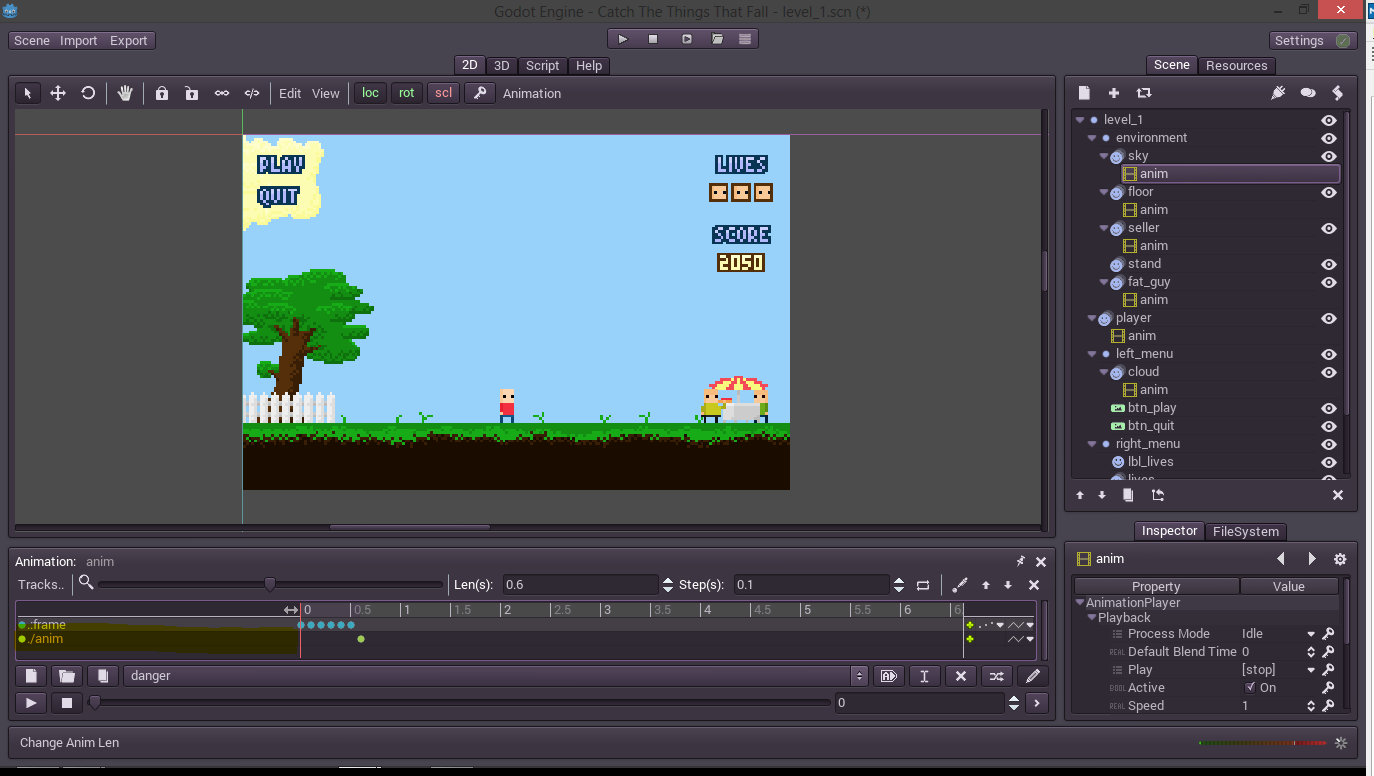 Godot Engine - Catch The Things That Fall - level_1.scn (*)
Scene Import Export
Settings
2D 3D Script Help
Scene Resources
Edit View loc rot scl Animation
level_1
environment
sky
anim
floor
anim
seller
anim
stand
fat_guy
anim
player
anim
left_menu
cloud
anim
btn_play
btn_quit
right_menu
lbl_lives
lives
PLAY
QUIT
LIVES
SCORE
2050
Inspector FileSystem
anim
Property Value
AnimationPlayer
Playback
Process Mode Idle
REAL Default Blend Time 0
Play [stop]
BOOL Active On
REAL Speed 1
Animation: anim
Tracks.. Len(s): 0.6 Step(s): 0.1
0 0.5 1 1.5 2 2.5 3 3.5 4 4.5 5 5.5 6 6.
.:frame
./anim
danger
0
Change Anim Len